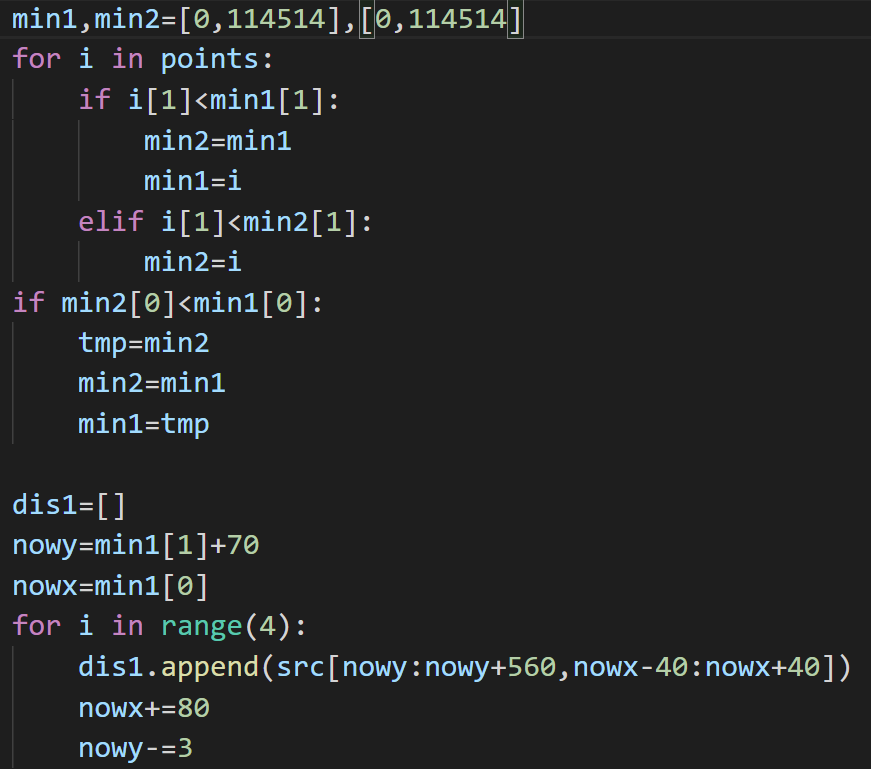 min1,min2=[0,114514],[0,114514]
for i in points:
    if i[1]<min1[1]:
        min2=min1
        min1=i
    elif i[1]<min2[1]:
        min2=i
if min2[0]<min1[0]:
    tmp=min2
    min2=min1
    min1=tmp

dis1=[]
nowy=min1[1]+70
nowx=min1[0]
for i in range(4):
    dis1.append(src[nowy:nowy+560,nowx-40:nowx+40])
    nowx+=80
    nowy-=3